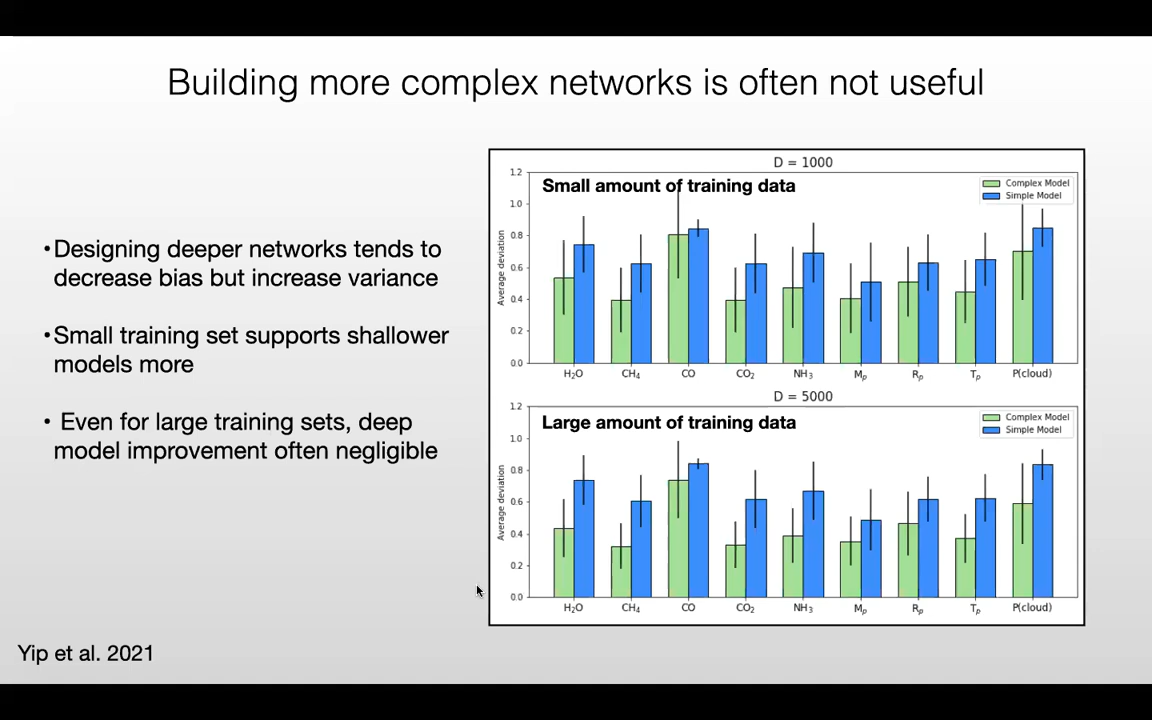 Building more complex networks is often not useful
•Designing deeper networks tends to
decrease bias but increase variance
•Small training set supports shallower
models more
• Even for large training sets, deep
model improvement often negligible
Yip et al. 2021
D = 1000
Small amount of training data
Complex Model
Simple Model
Average deviation
1.2
1.0
0.8
0.6
0.4
0.2
0.0
H₂O CH₄ CO CO₂ NH₃ Mₚ Rₚ Tₚ P(cloud)
D = 5000
Large amount of training data
Complex Model
Simple Model
Average deviation
1.2
1.0
0.8
0.6
0.4
0.2
0.0
H₂O CH₄ CO CO₂ NH₃ Mₚ Rₚ Tₚ P(cloud)